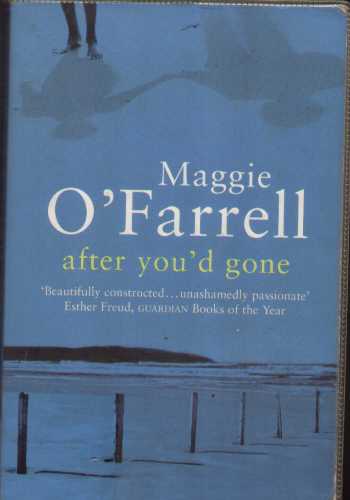 Maggie
O'Farrell
after you'd gone
'Beautifully constructed...unashamedly passionate'
Esther Freud, GUARDIAN Books of the Year